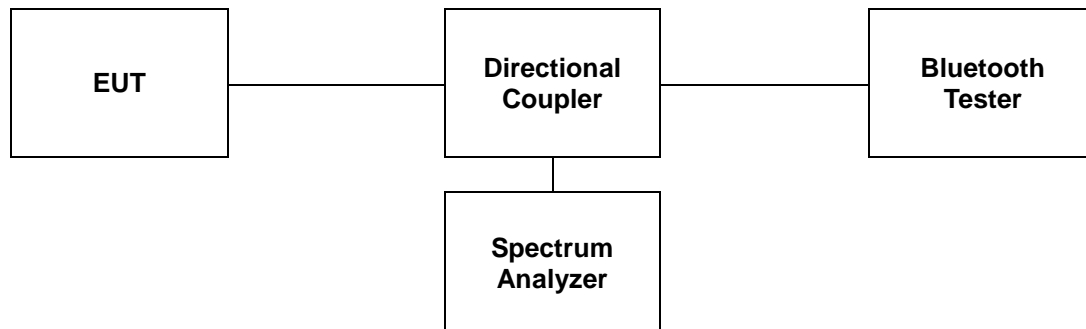 EUT
Directional
Coupler
Bluetooth
Tester
Spectrum
Analyzer